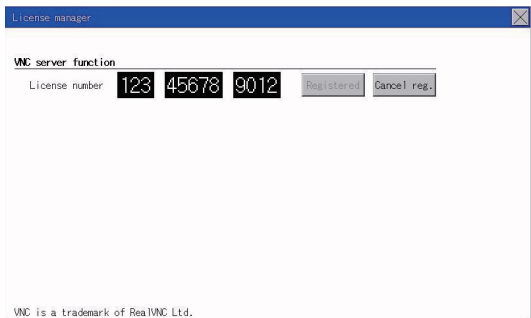 License manager
VNC server function
License number 123 45678 9012 Registered Cancel reg.
VNC is a trademark of RealVNC Ltd.